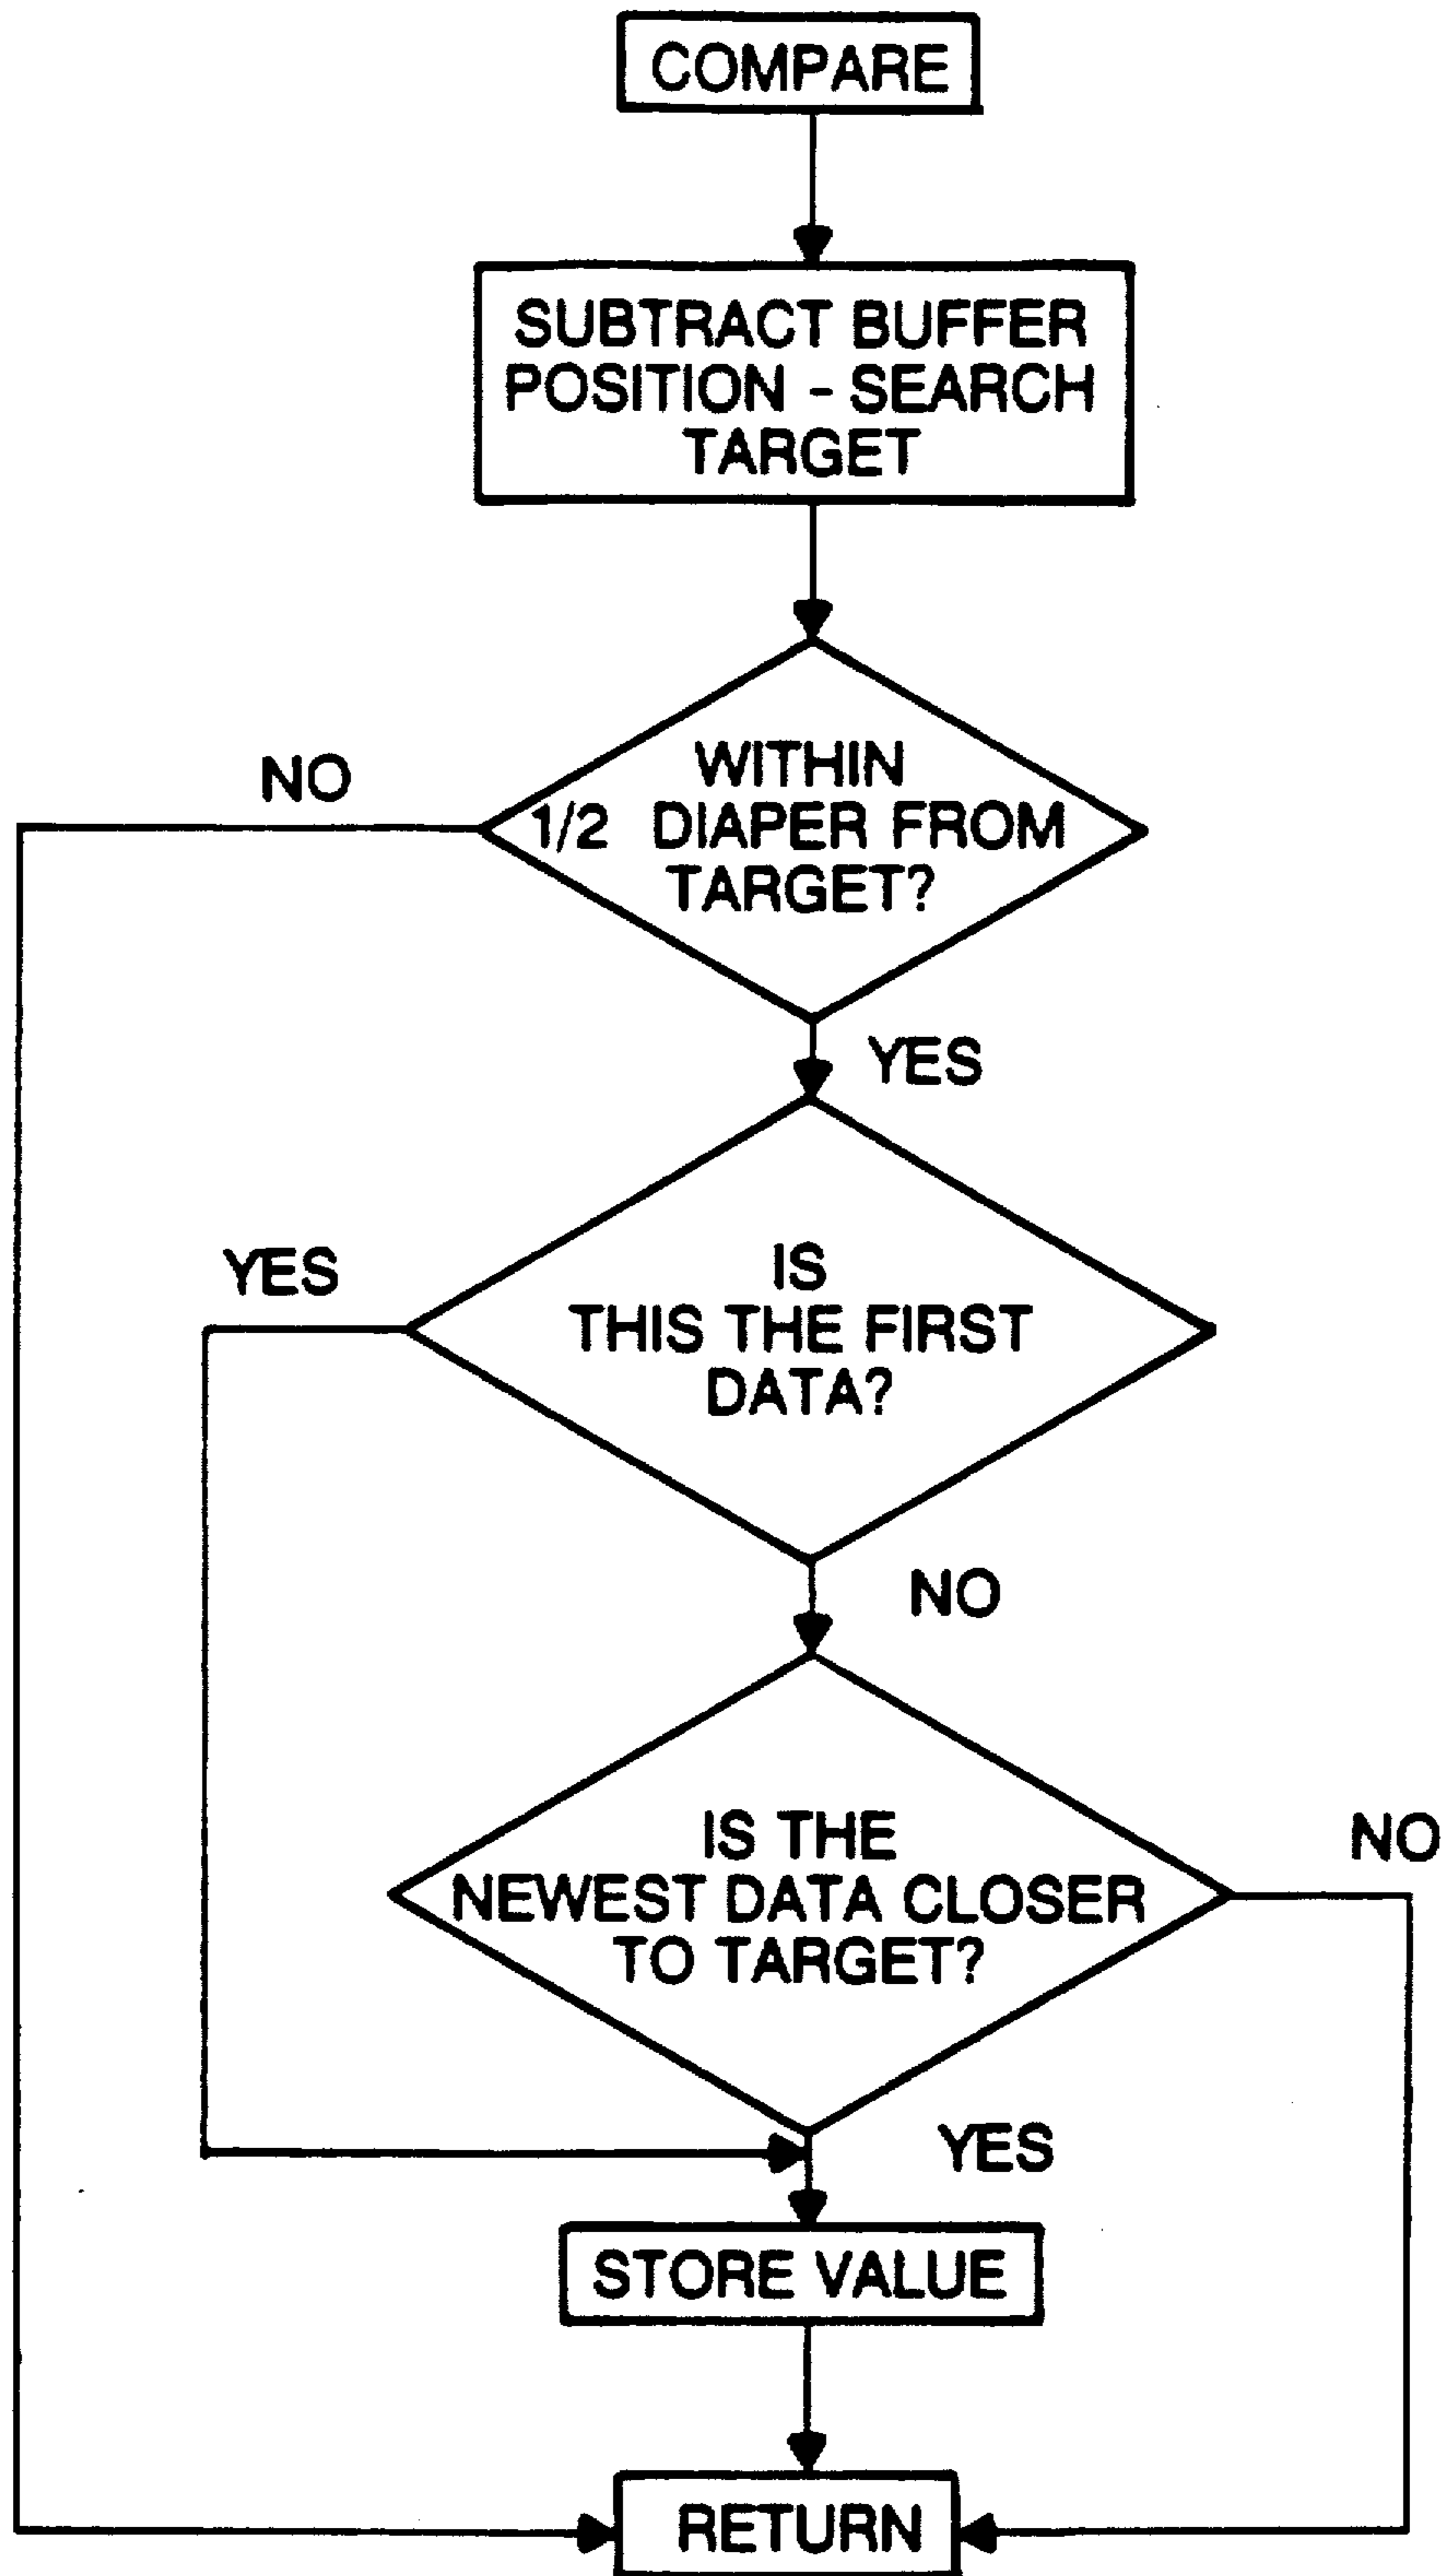 COMPARE
SUBTRACT BUFFER
POSITION - SEARCH
TARGET
NO
WITHIN
1/2 DIAPER FROM
TARGET?
YES
YES
IS
THIS THE FIRST
DATA?
NO
IS THE
NEWEST DATA CLOSER
TO TARGET?
NO
YES
STORE VALUE
RETURN